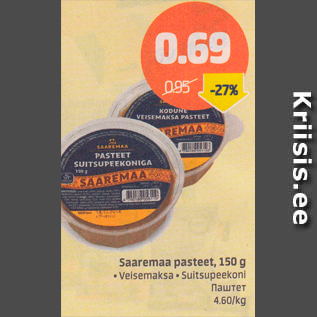 0.69
0.95
-27%
SAAREMAA
KODUNE
VEISEMAKSA PASTEET
SAAREMAA
PASTEET
SUITSUPEEKONIGA
150 g
SAAREMAA
Saaremaa pasteet, 150 g
• Veisemaksa • Suitsupeekoni
Паштет
4.60/kg
Kriisis.ee